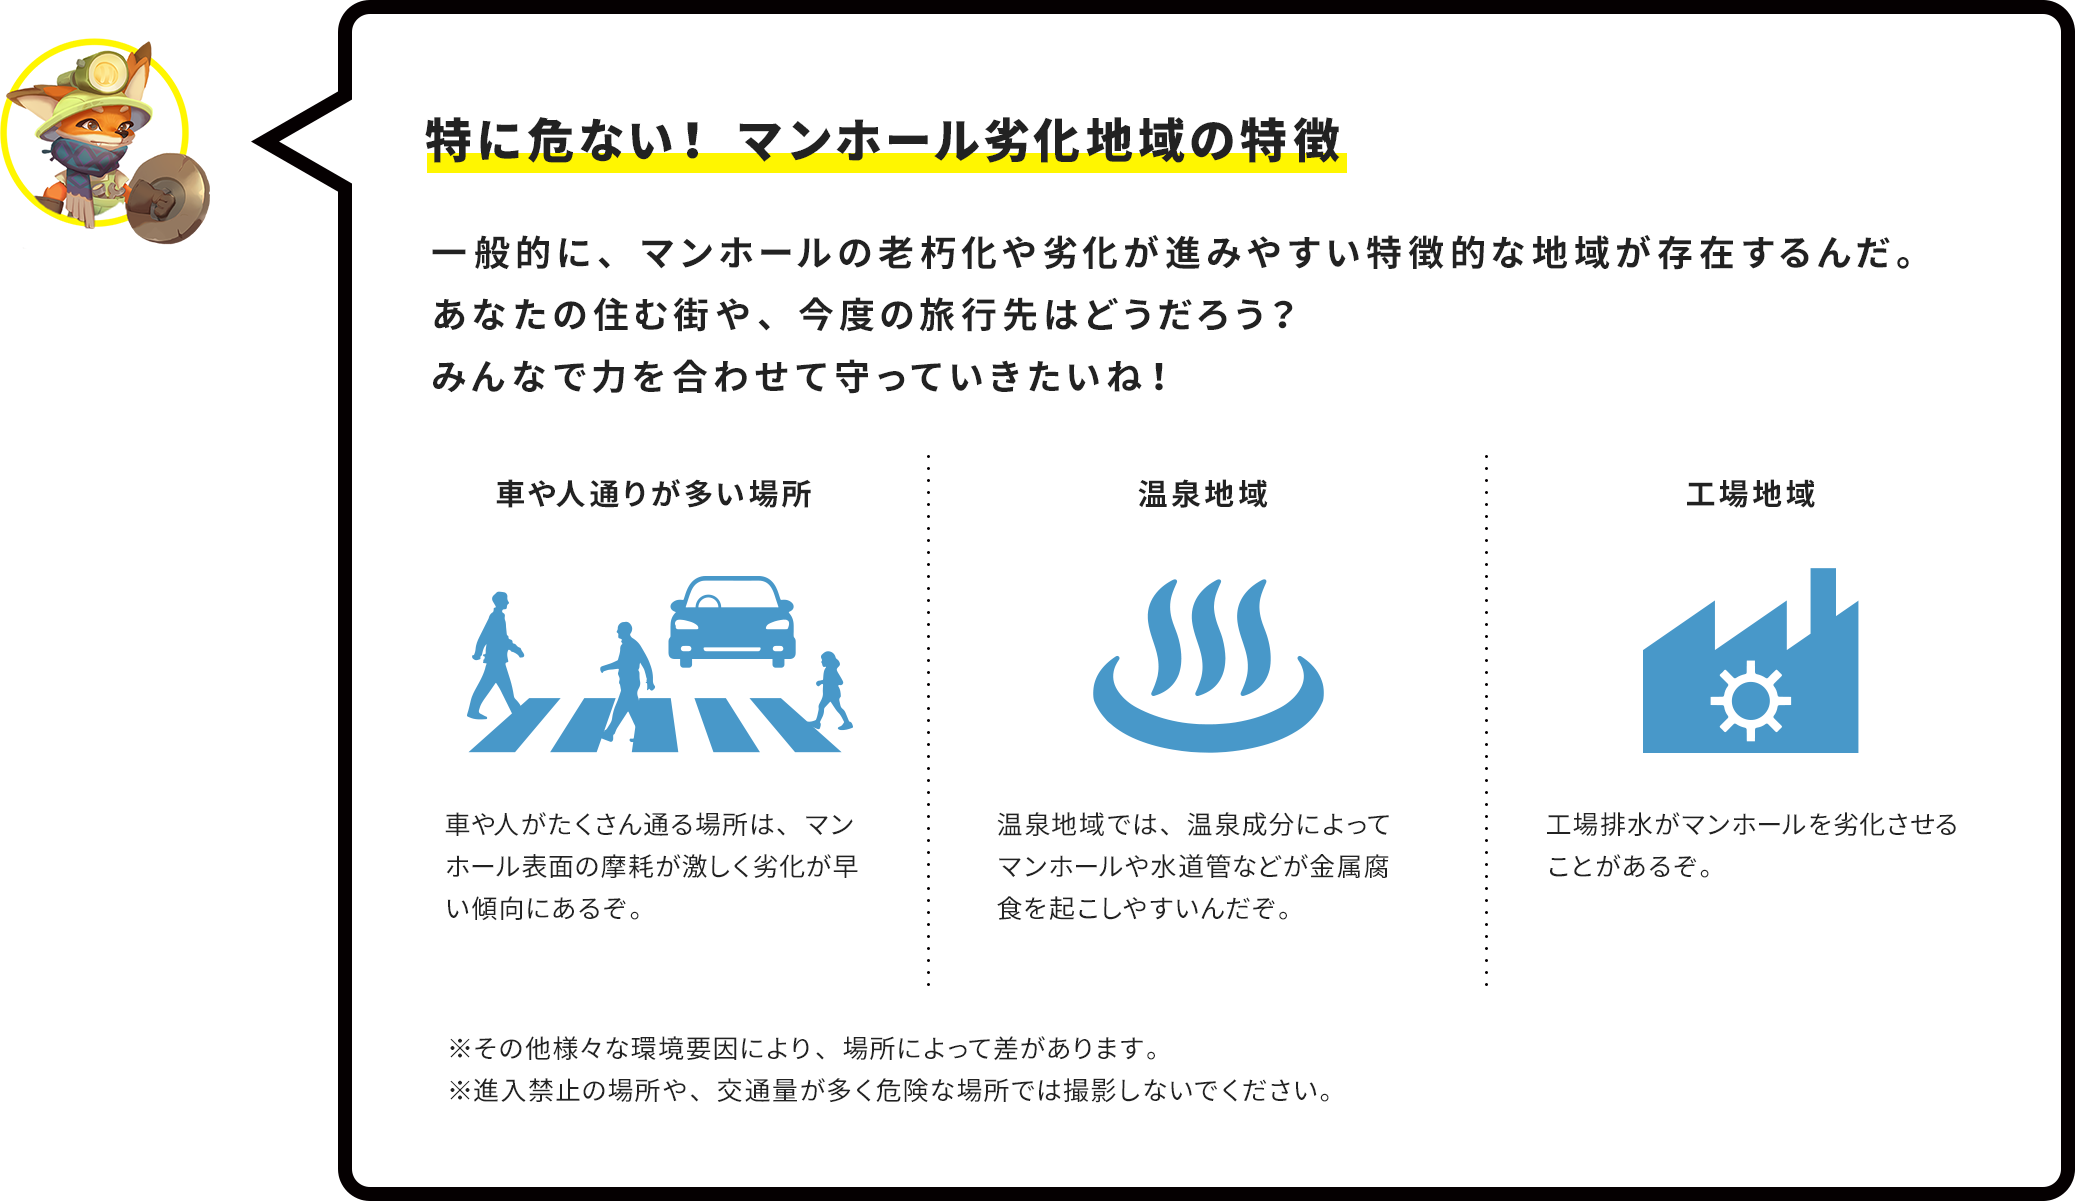 特に危ない！ マンホール劣化地域の特徴
一般的に、マンホールの老朽化や劣化が進みやすい特徴的な地域が存在するんだ。
あなたの住む街や、今度の旅行先はどうだろう？
みんなで力を合わせて守っていきたいね！
車や人通りが多い場所
車や人がたくさん通る場所は、マン
ホール表面の摩耗が激しく劣化が早
い傾向にあるぞ。
温泉地域
温泉地域では、温泉成分によって
マンホールや水道管などが金属腐
食を起こしやすいんだぞ。
工場地域
工場排水がマンホールを劣化させる
ことがあるぞ。
※その他様々な環境要因により、場所によって差があります。
※進入禁止の場所や、交通量が多く危険な場所では撮影しないでください。